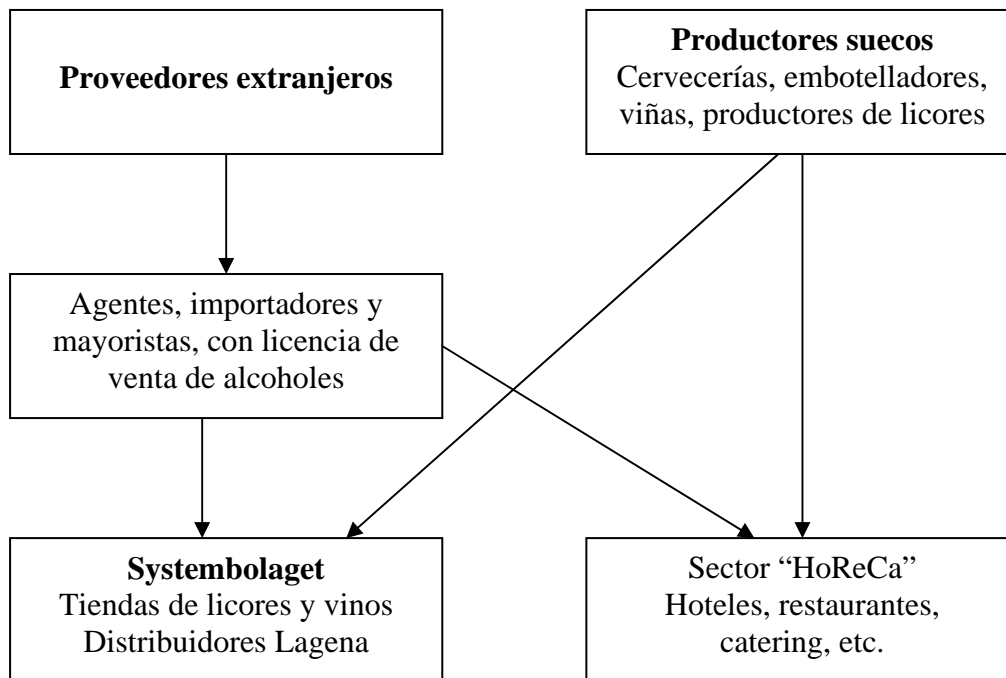 Proveedores extranjeros
Productores suecos
Cervecerías, embotelladores,
viñas, productores de licores
Agentes, importadores y
mayoristas, con licencia de
venta de alcoholes
Systembolaget
Tiendas de licores y vinos
Distribuidores Lagena
Sector “HoReCa”
Hoteles, restaurantes,
catering, etc.